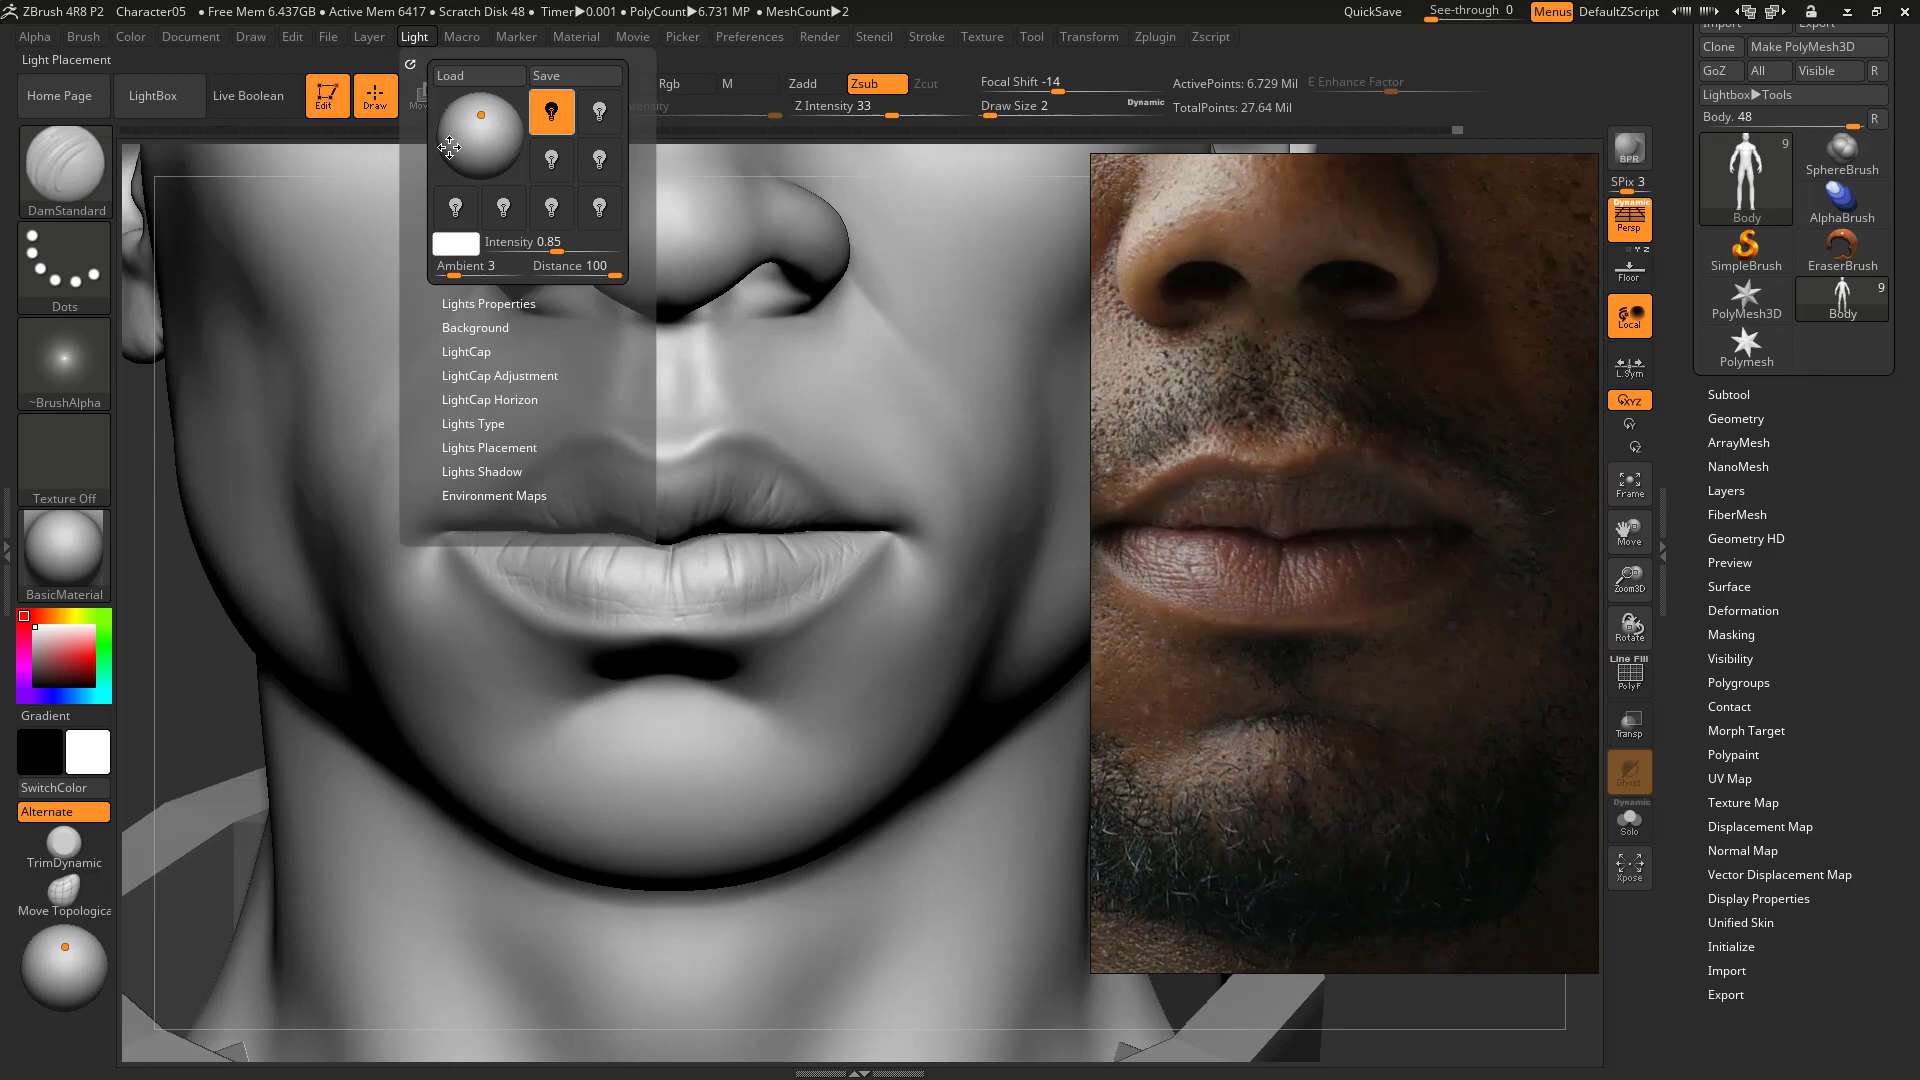 ZBrush 4R8 P2 Character05 • Free Mem 6.437GB • Active Mem 6417 • Scratch Disk 48 • Timer▶0.001 • PolyCount▶6.731 MP • MeshCount▶2 QuickSave See-through 0 Menus DefaultZScript
Alpha Brush Color Document Draw Edit File Layer Light Macro Marker Material Movie Picker Preferences Render Stencil Stroke Texture Tool Transform Zplugin Zscript
Light Placement
Home Page LightBox Live Boolean Edit Draw
Rgb M Zadd Zsub Zcut Focal Shift -14 ActivePoints: 6.729 Mil E Enhance Factor
Z Intensity 33 Draw Size 2 Dynamic TotalPoints: 27.64 Mil
Load Save
Intensity 0.85
Ambient 3 Distance 100
Lights Properties
Background
LightCap
LightCap Adjustment
LightCap Horizon
Lights Type
Lights Placement
Lights Shadow
Environment Maps
DamStandard
Dots
~BrushAlpha
Texture Off
BasicMaterial
Gradient
SwitchColor
Alternate
TrimDynamic
Move Topologica
BPR
SPix 3
Dynamic
Persp
Floor
Local
L.Sym
XYZ
Y
Z
Frame
Move
Zoom3D
Rotate
Line Fill
PolyF
Transp
Ghost
Dynamic
Solo
Xpose
Import Export
Clone Make PolyMesh3D
GoZ All Visible R
Lightbox▶Tools
Body. 48 R
9
Body SphereBrush
AlphaBrush
SimpleBrush EraserBrush
9
PolyMesh3D Body
Polymesh
Subtool
Geometry
ArrayMesh
NanoMesh
Layers
FiberMesh
Geometry HD
Preview
Surface
Deformation
Masking
Visibility
Polygroups
Contact
Morph Target
Polypaint
UV Map
Texture Map
Displacement Map
Normal Map
Vector Displacement Map
Display Properties
Unified Skin
Initialize
Import
Export